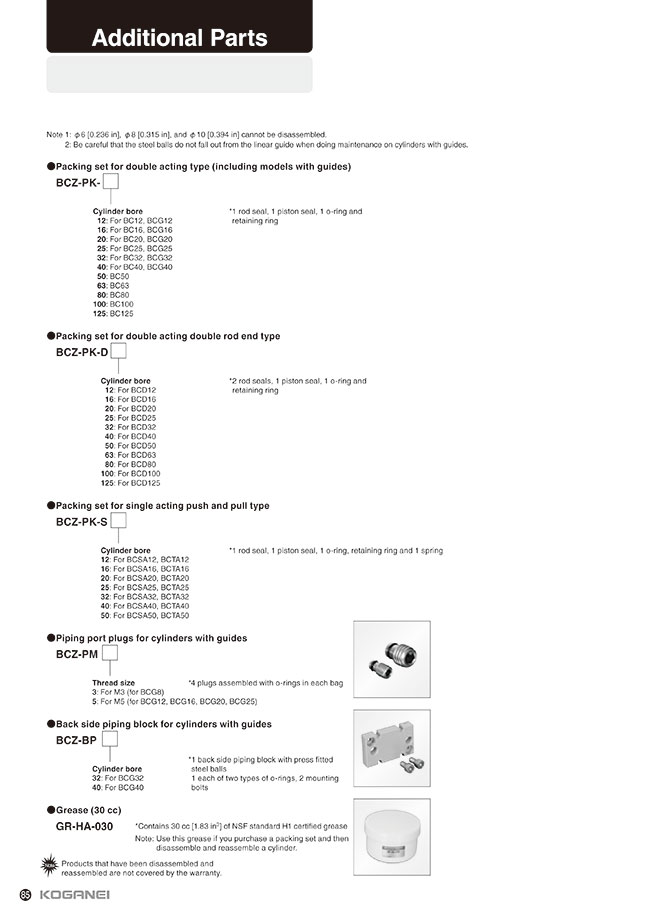 Additional Parts
Note 1: φ6 [0.236 in], φ8 [0.315 in], and φ10 [0.394 in] cannot be disassembled.
2: Be careful that the steel balls do not fall out from the linear guide when doing maintenance on cylinders with guides.
●Packing set for double acting type (including models with guides)
BCZ-PK-
Cylinder bore
12: For BC12, BCG12
16: For BC16, BCG16
20: For BC20, BCG20
25: For BC25, BCG25
32: For BC32, BCG32
40: For BC40, BCG40
50: BC50
63: BC63
80: BC80
100: BC100
125: BC125
*1 rod seal, 1 piston seal, 1 o-ring and
retaining ring
●Packing set for double acting double rod end type
BCZ-PK-D
Cylinder bore
12: For BCD12
16: For BCD16
20: For BCD20
25: For BCD25
32: For BCD32
40: For BCD40
50: For BCD50
63: For BCD63
80: For BCD80
100: For BCD100
125: For BCD125
*2 rod seals, 1 piston seal, 1 o-ring and
retaining ring
●Packing set for single acting push and pull type
BCZ-PK-S
Cylinder bore
12: For BCSA12, BCTA12
16: For BCSA16, BCTA16
20: For BCSA20, BCTA20
25: For BCSA25, BCTA25
32: For BCSA32, BCTA32
40: For BCSA40, BCTA40
50: For BCSA50, BCTA50
*1 rod seal, 1 piston seal, 1 o-ring, retaining ring and 1 spring
●Piping port plugs for cylinders with guides
BCZ-PM
Thread size
3: For M3 (for BCG8)
5: For M5 (for BCG12, BCG16, BCG20, BCG25)
*4 plugs assembled with o-rings in each bag
●Back side piping block for cylinders with guides
BCZ-BP
Cylinder bore
32: For BCG32
40: For BCG40
*1 back side piping block with press fitted
steel balls
1 each of two types of o-rings, 2 mounting
bolts
●Grease (30 cc)
GR-HA-030
*Contains 30 cc [1.83 in³] of NSF standard H1 certified grease
Note: Use this grease if you purchase a packing set and then
disassemble and reassemble a cylinder.
Products that have been disassembled and
reassembled are not covered by the warranty.
85 KOGANEI